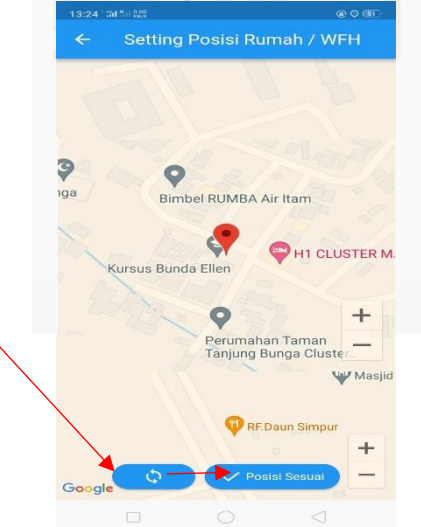 13:24
Setting Posisi Rumah / WFH
nga
Bimbel RUMBA Air Itam
H1 CLUSTER M.
Kursus Bunda Ellen
Perumahan Taman
Tanjung Bunga Cluster...
Masjid
RF.Daun Simpur
Posisi Sesuai
Google